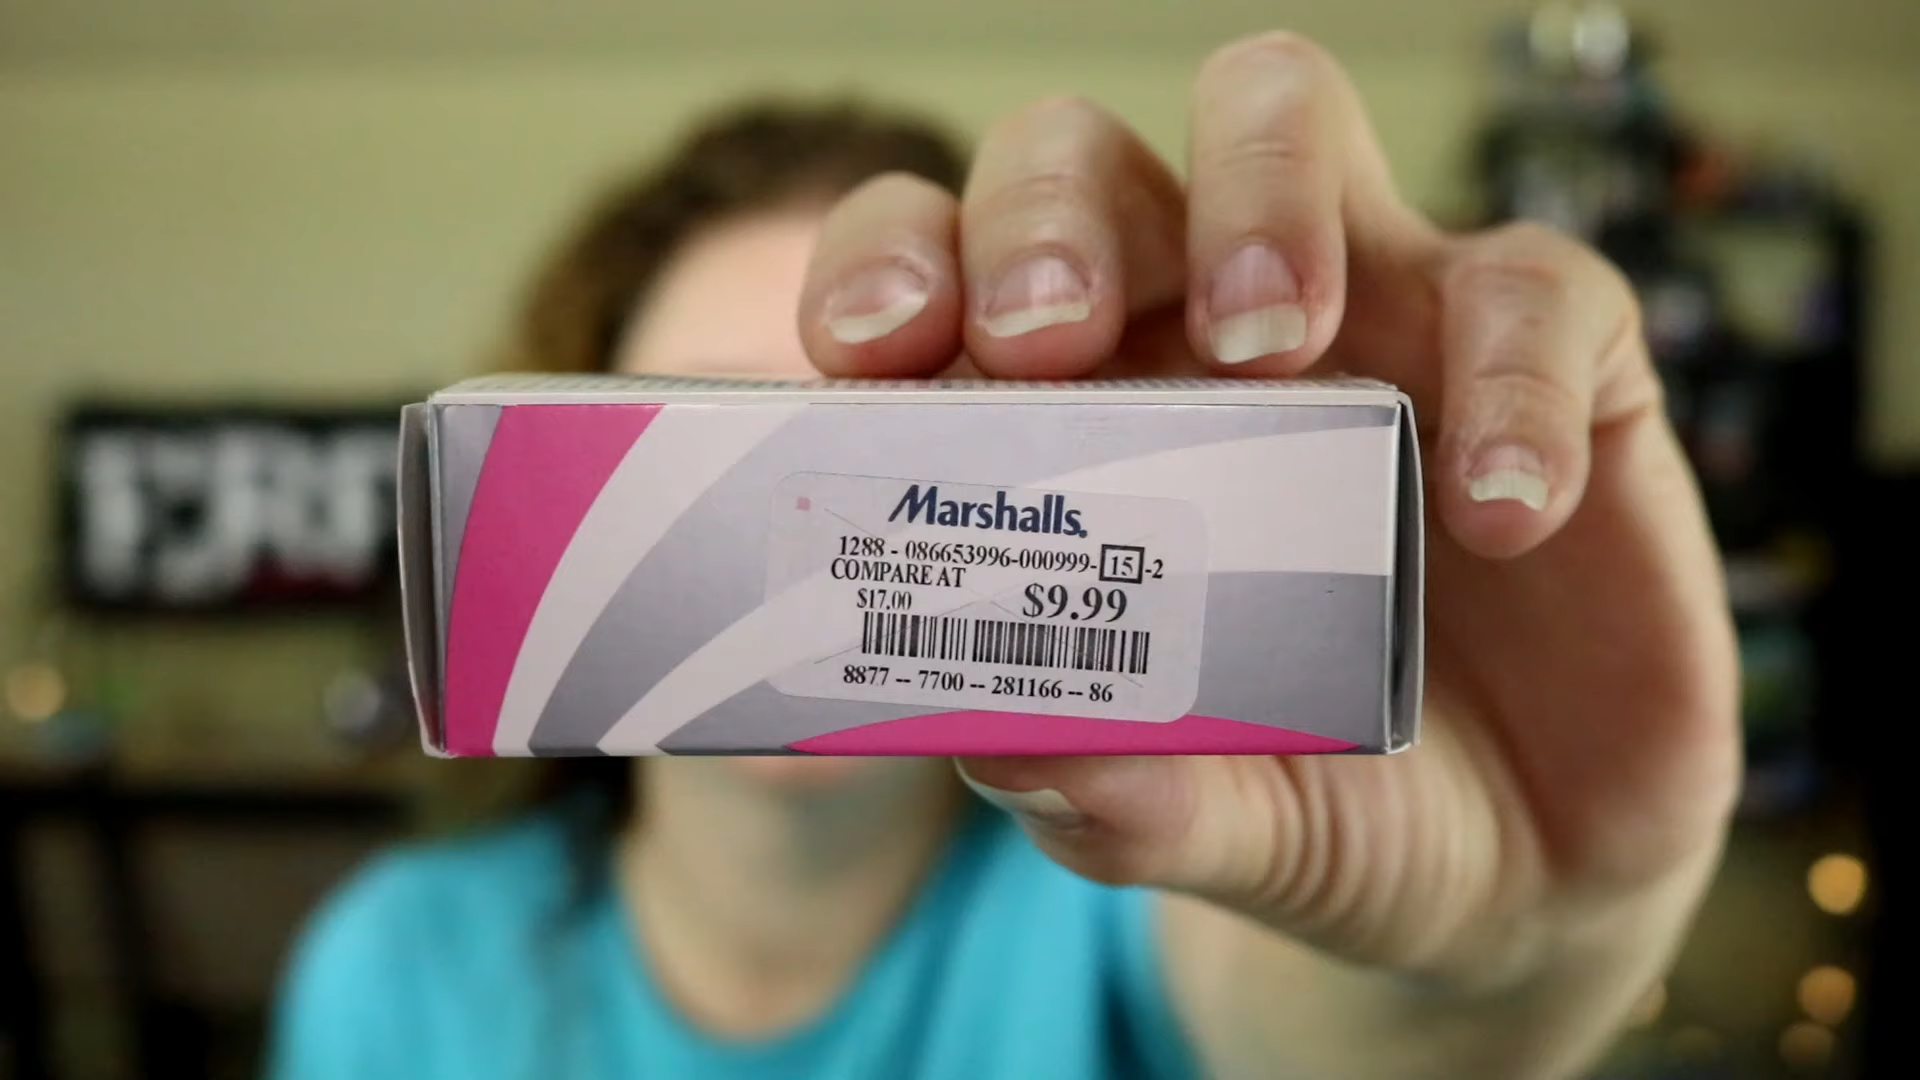 Marshalls.
1288 - 086653996-000999- 15 -2
COMPARE AT
$17.00 $9.99
8877 -- 7700 -- 281166 -- 86